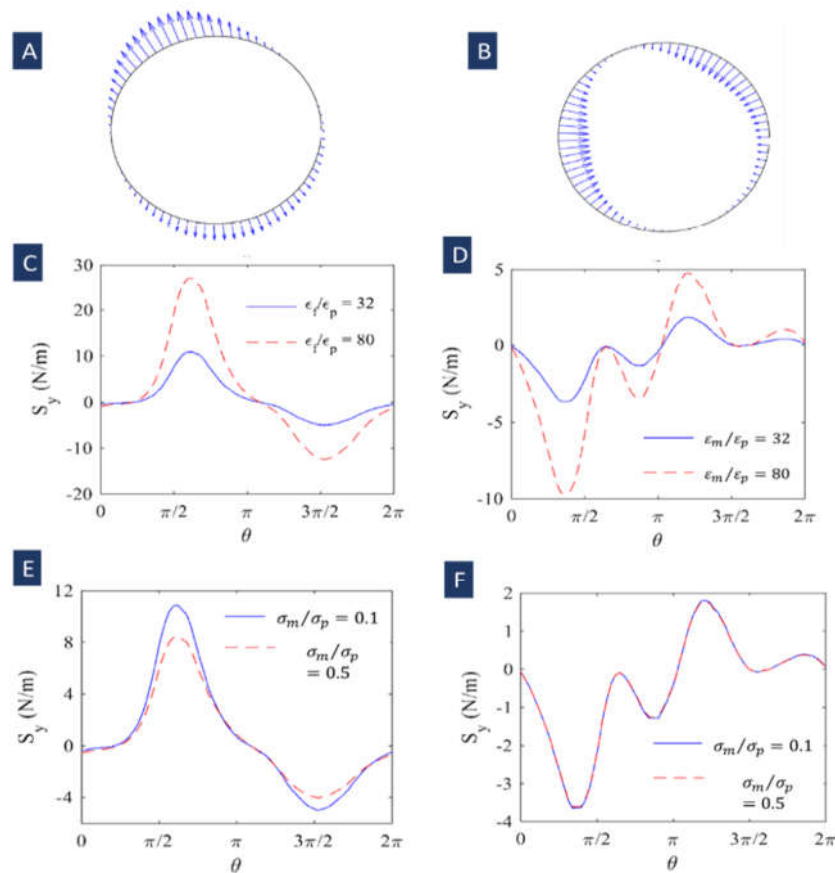 A
B
C
30
20
10
0
-10
-20
S_y (N/m)
ϵ_f/ϵ_p = 32
ϵ_f/ϵ_p = 80
0
π/2
π
3π/2
2π
θ
D
5
0
-5
-10
S_y (N/m)
ε_m/ε_p = 32
ε_m/ε_p = 80
0
π/2
π
3π/2
2π
θ
E
12
8
4
0
-4
S_y (N/m)
σ_m/σ_p = 0.1
σ_m/σ_p
= 0.5
0
π/2
π
3π/2
2π
θ
F
2
1
0
-1
-2
-3
-4
S_y (N/m)
σ_m/σ_p = 0.1
σ_m/σ_p
= 0.5
0
π/2
π
3π/2
2π
θ